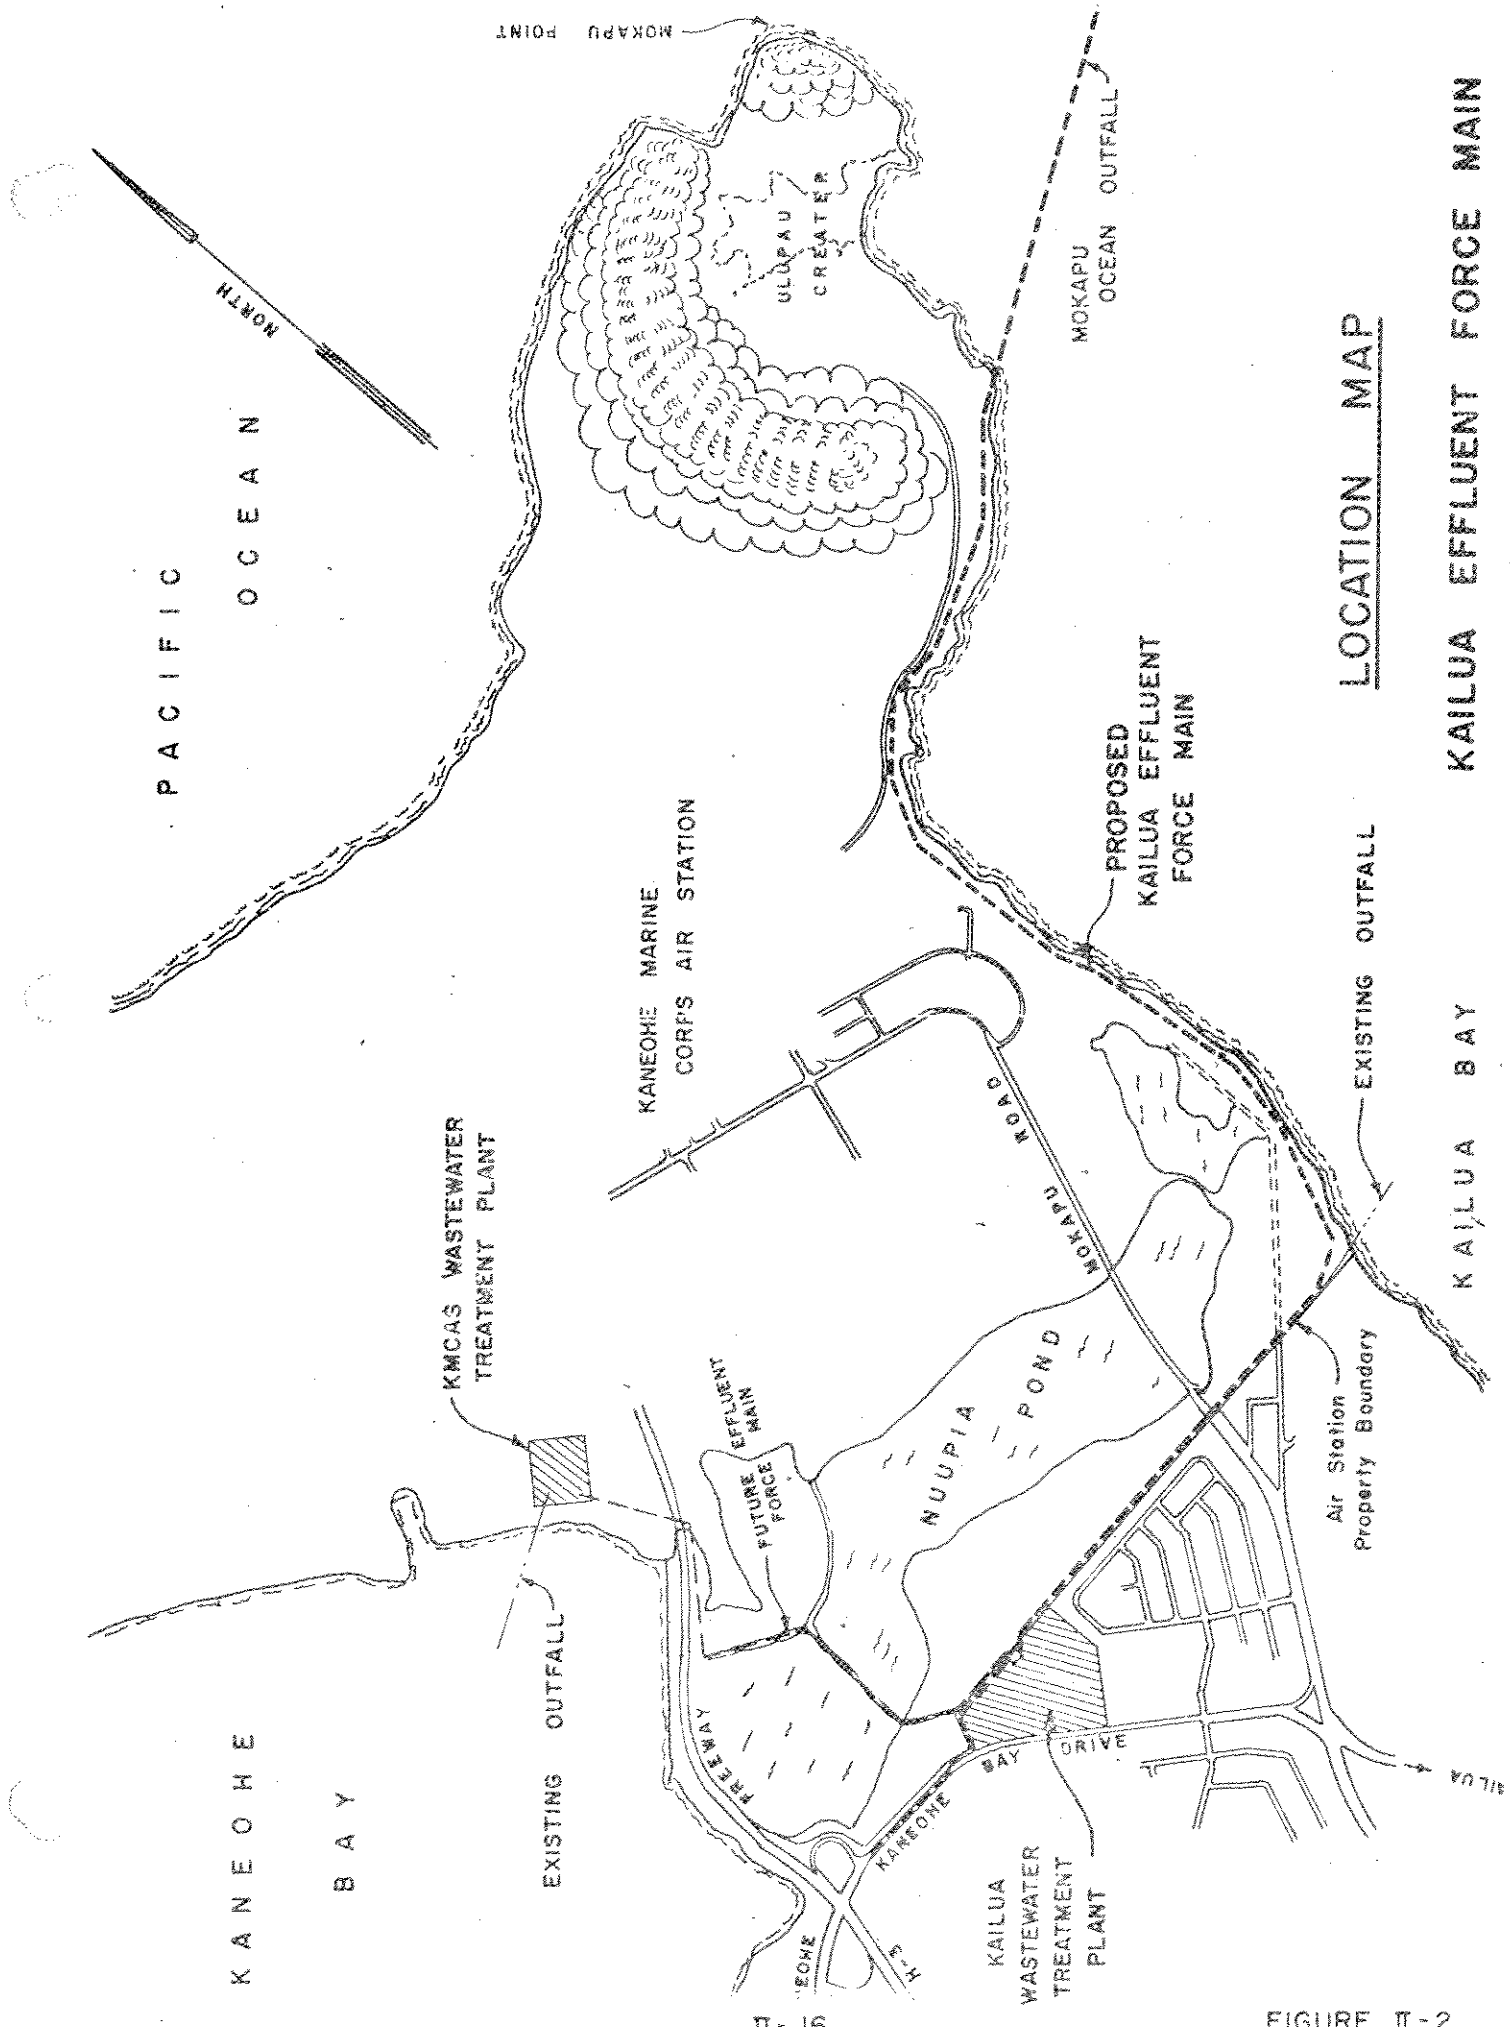 MOKAPU POINT
NORTH
PACIFIC
OCEAN
ULUPAU
CREATER
MOKAPU
OCEAN OUTFALL
KANEOHE MARINE
CORPS AIR STATION
PROPOSED
KAILUA EFFLUENT
FORCE MAIN
KMCAS WASTEWATER
TREATMENT PLANT
MOKAPU ROAD
EXISTING OUTFALL
KAILUA BAY
FUTURE EFFLUENT
FORCE MAIN
NUUPIA
POND
Air Station
Property Boundary
KANEOHE
BAY
EXISTING OUTFALL
FREEWAY
KANEOHE BAY DRIVE
H-3
KAILUA
WASTEWATER
TREATMENT
PLANT
LOCATION MAP
KAILUA EFFLUENT FORCE MAIN
II-16
FIGURE II-2